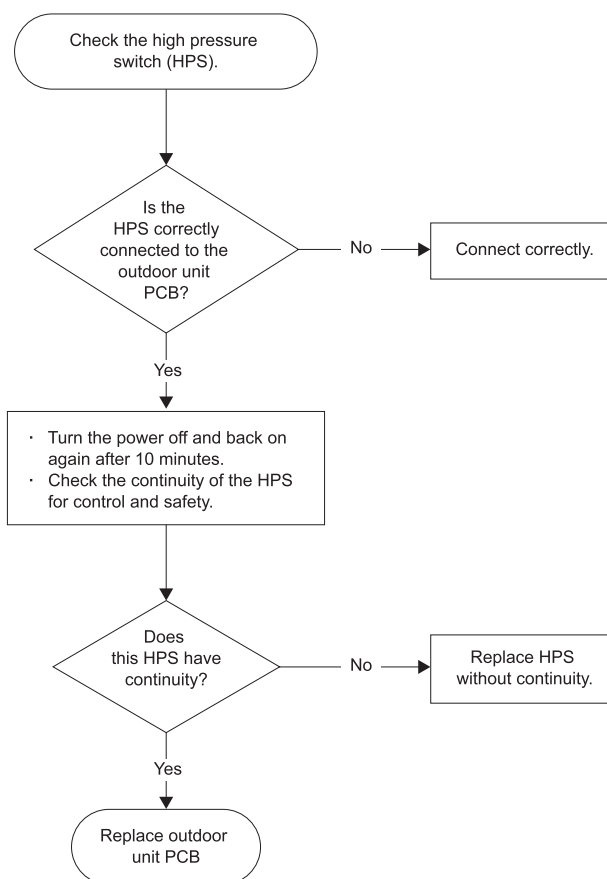 Check the high pressure
switch (HPS).
Is the
HPS correctly
connected to the
outdoor unit
PCB?
No
Connect correctly.
Yes
· Turn the power off and back on
again after 10 minutes.
· Check the continuity of the HPS
for control and safety.
Does
this HPS have
continuity?
No
Replace HPS
without continuity.
Yes
Replace outdoor
unit PCB